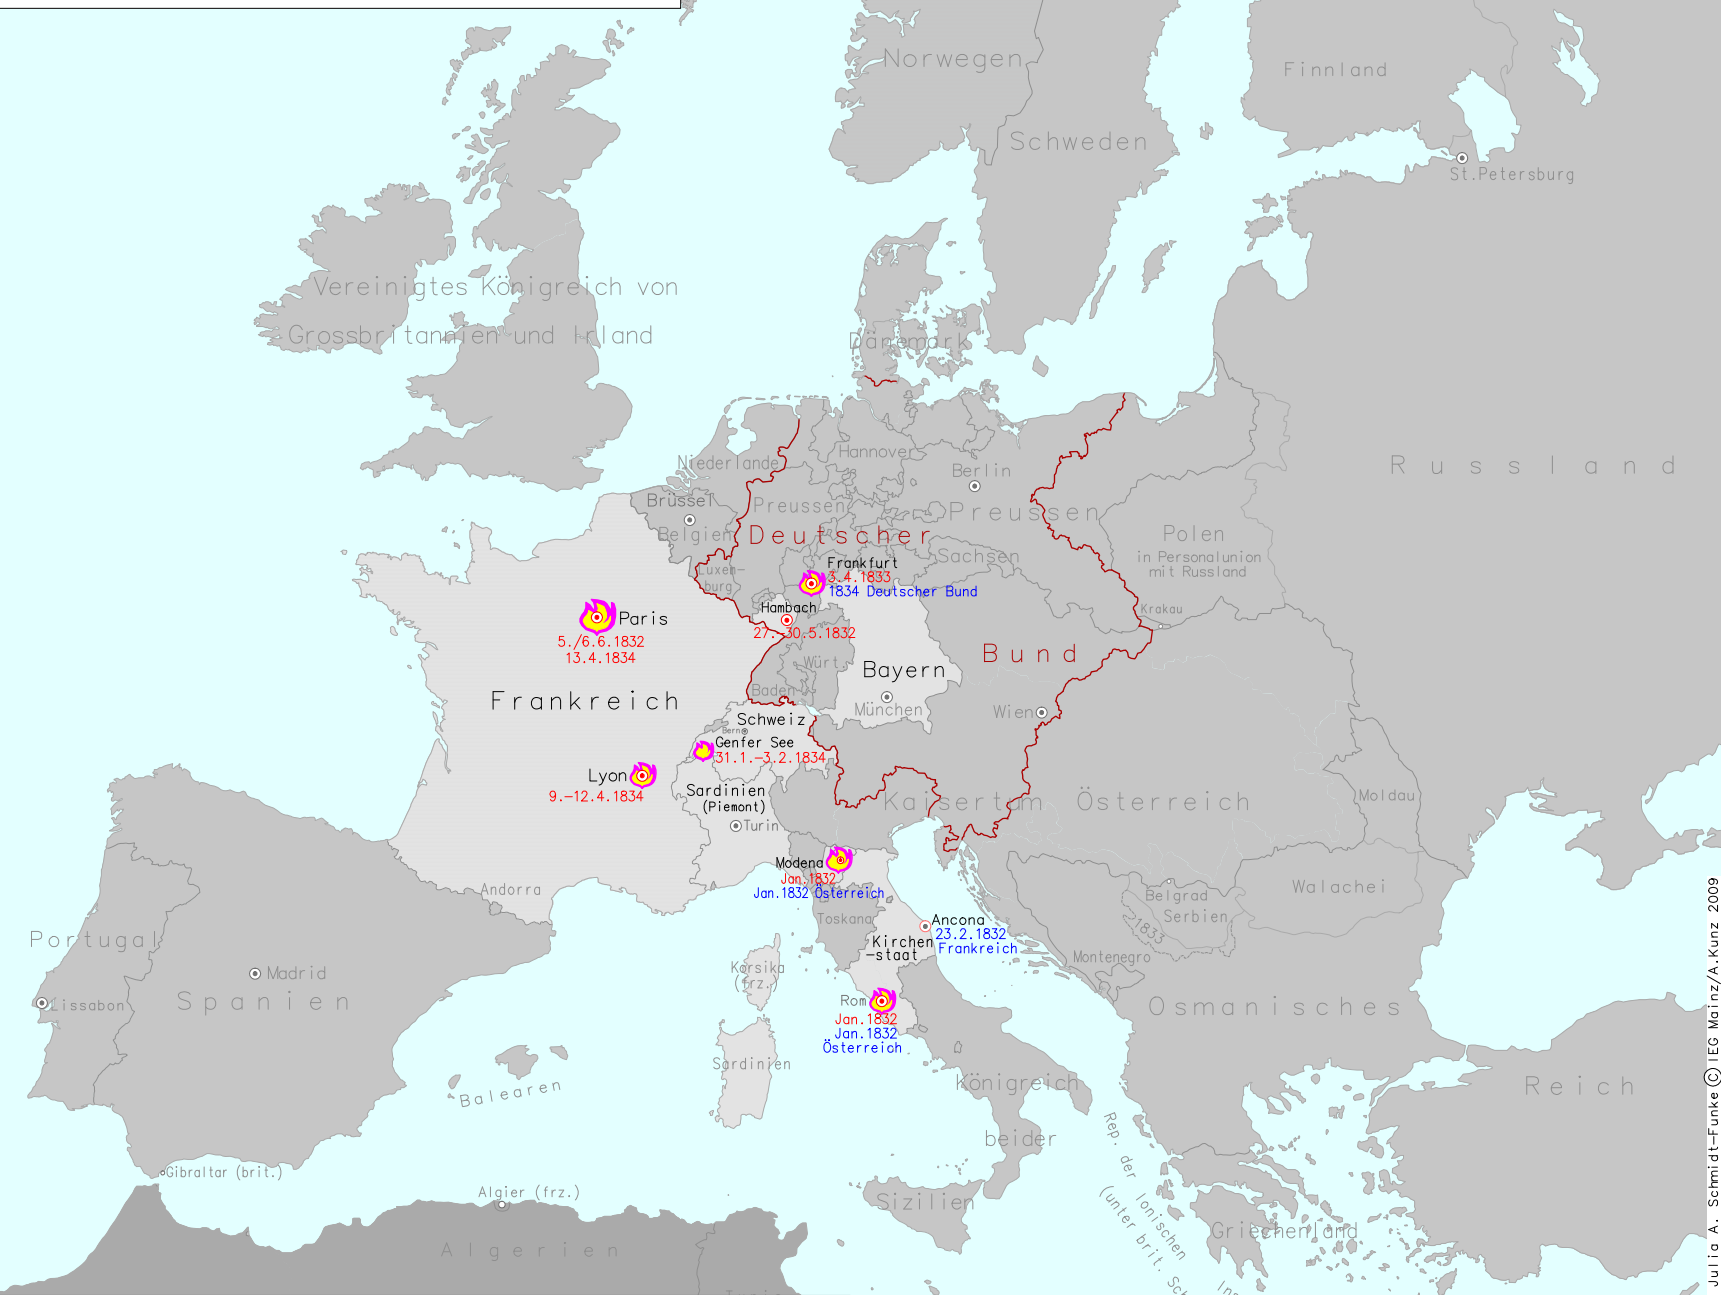 Norwegen
Finnland
Schweden
St.Petersburg
Vereinigtes Königreich von
Grossbritannien und Irland
Dänemark
Russland
Niederlande
Hannover
Berlin
Brüssel
Preussen
Preussen
Belgien
Deutscher
Polen
in Personalunion
mit Russland
Sachsen
Luxem-
burg
Frankfurt
3.4.1833
1834 Deutscher Bund
Hambach
27.-30.5.1832
Krakau
Paris
5./6.6.1832
13.4.1834
Bund
Würt.
Bayern
Baden
München
Wien
Frankreich
Schweiz
Bern
Genfer See
31.1.-3.2.1834
Lyon
9.-12.4.1834
Sardinien
(Piemont)
Turin
Kaisertum Österreich
Moldau
Modena
Jan.1832
Jan.1832 Österreich
Andorra
Walachei
Belgrad
Serbien
-1833
Toskana
Ancona
23.2.1832
Frankreich
Kirchen
-staat
Montenegro
Portugal
Madrid
Spanien
Lissabon
Korsika
(frz.)
Rom
Jan.1832
Jan.1832
Österreich
Osmanisches
Reich
Sardinien
Königreich
beider
Sizilien
Balearen
Gibraltar (brit.)
Algier (frz.)
Algerien
Rep. der Ionischen
(unter brit.
Griechenland
Julia A. Schmidt-Funke © IEG Mainz/A.Kunz 2009